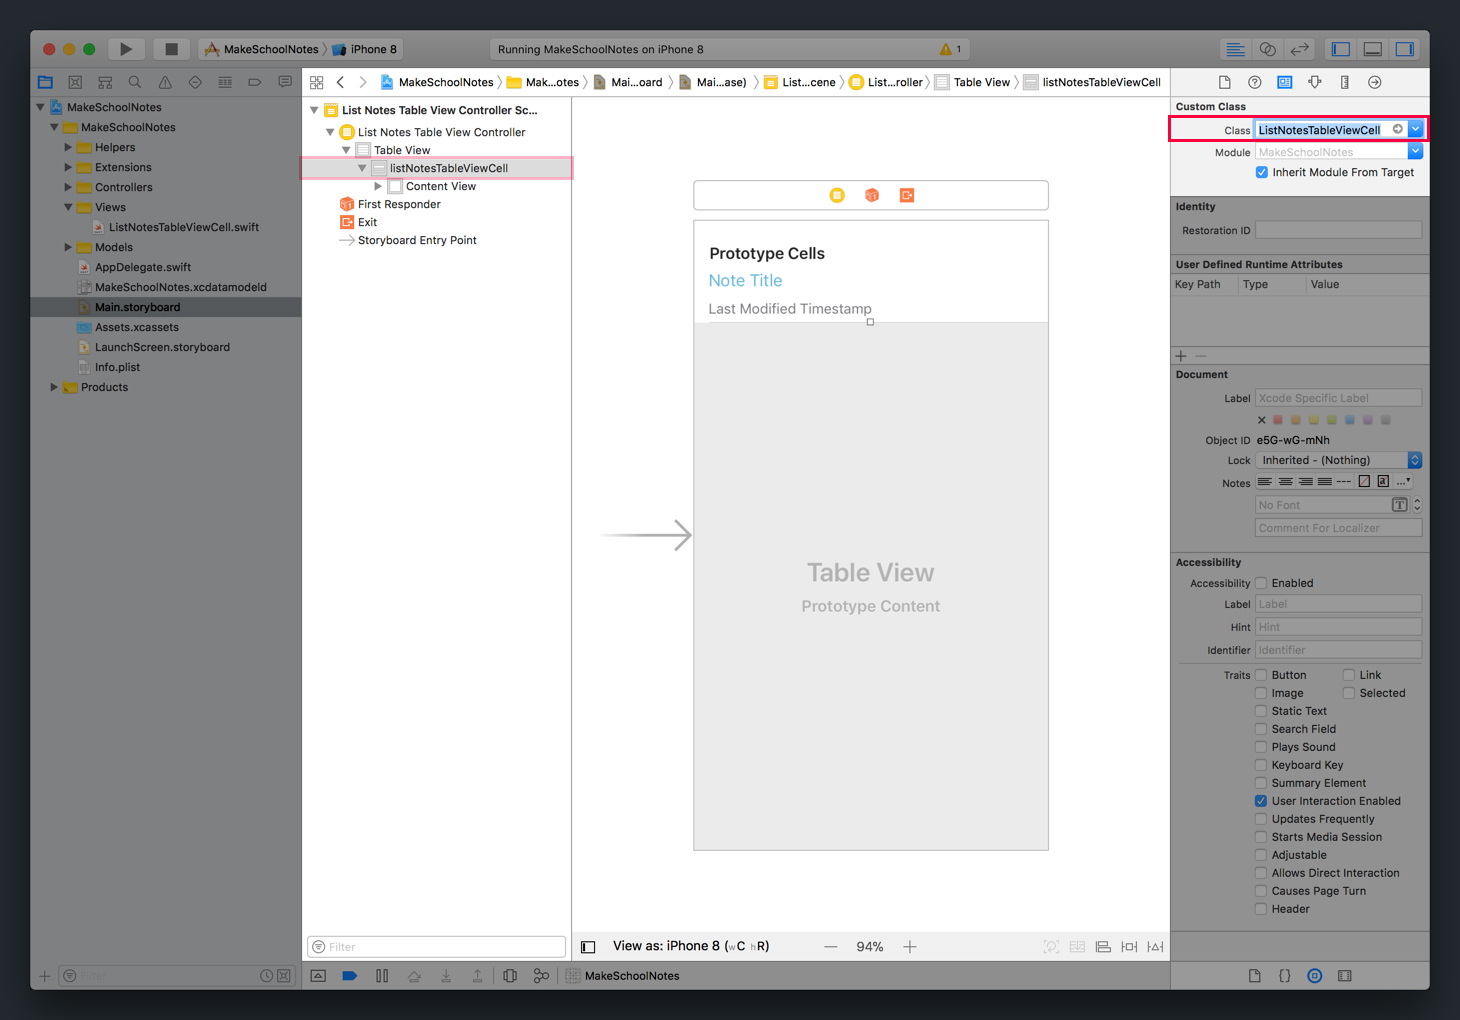 MakeSchoolNotes
iPhone 8
Running MakeSchoolNotes on iPhone 8
1
MakeSchoolNotes
Mak...otes
Mai...oard
Mai...ase)
List...cene
List...roller
Table View
listNotesTableViewCell
MakeSchoolNotes
MakeSchoolNotes
Helpers
Extensions
Controllers
Views
ListNotesTableViewCell.swift
Models
AppDelegate.swift
MakeSchoolNotes.xcdatamodeld
Main.storyboard
Assets.xcassets
LaunchScreen.storyboard
Info.plist
Products
Filter
List Notes Table View Controller Sc...
List Notes Table View Controller
Table View
listNotesTableViewCell
Content View
First Responder
Exit
Storyboard Entry Point
Filter
Prototype Cells
Note Title
Last Modified Timestamp
Table View
Prototype Content
View as: iPhone 8 (wC hR)
94%
MakeSchoolNotes
Custom Class
Class ListNotesTableViewCell
Module MakeSchoolNotes
Inherit Module From Target
Identity
Restoration ID
User Defined Runtime Attributes
Key Path Type Value
Document
Label Xcode Specific Label
Object ID e5G-wG-mNh
Lock Inherited - (Nothing)
Notes
No Font
Comment For Localizer
Accessibility
Accessibility Enabled
Label Label
Hint Hint
Identifier Identifier
Traits Button Link
Image Selected
Static Text
Search Field
Plays Sound
Keyboard Key
Summary Element
User Interaction Enabled
Updates Frequently
Starts Media Session
Adjustable
Allows Direct Interaction
Causes Page Turn
Header